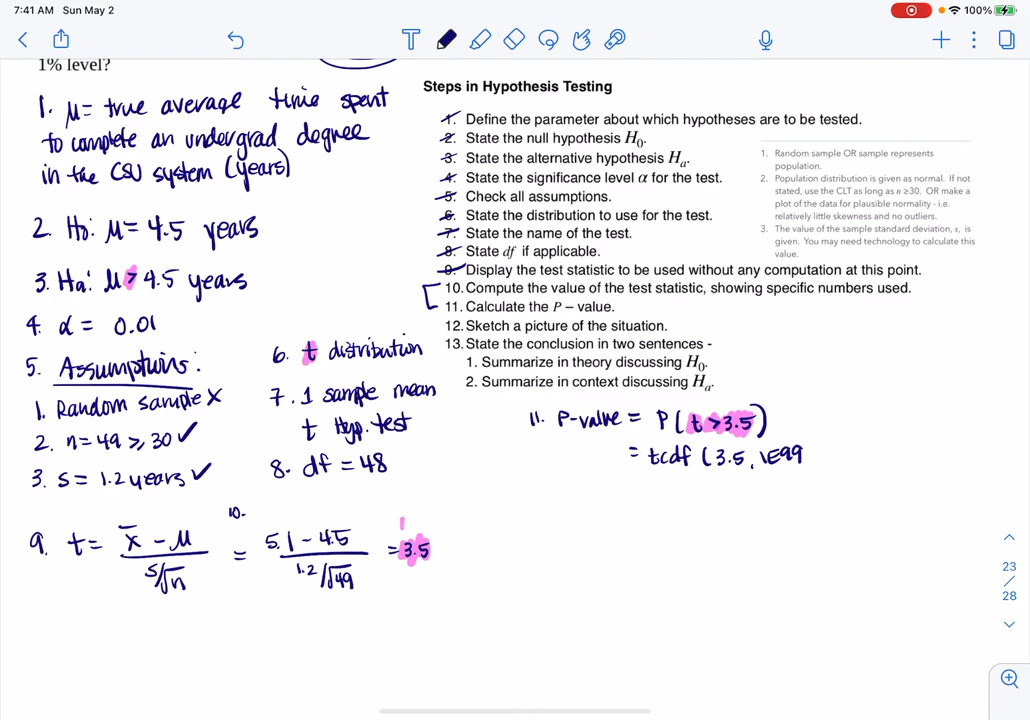 7:41 AM Sun May 2
100%
1% level?
1. μ = true average time spent
to complete an undergrad degree
in the CSU system (years)
2. H₀: μ = 4.5 years
3. Ha: μ > 4.5 years
4. α = 0.01
5. Assumptions:
1. Random sample X
2. n = 49 ≥ 30 ✓
3. s = 1.2 years ✓
6. t distribution
7. 1 sample mean
t Hyp. test
8. df = 48
9. t = x̄ - μ / s/√n
10.
= 5.1 - 4.5 / 1.2/√49 = 3.5
Steps in Hypothesis Testing
1. Define the parameter about which hypotheses are to be tested.
2. State the null hypothesis H₀.
3. State the alternative hypothesis Hₐ.
4. State the significance level α for the test.
5. Check all assumptions.
6. State the distribution to use for the test.
7. State the name of the test.
8. State df if applicable.
9. Display the test statistic to be used without any computation at this point.
10. Compute the value of the test statistic, showing specific numbers used.
11. Calculate the P – value.
12. Sketch a picture of the situation.
13. State the conclusion in two sentences -
1. Summarize in theory discussing H₀.
2. Summarize in context discussing Hₐ.
1. Random sample OR sample represents
population.
2. Population distribution is given as normal. If not
stated, use the CLT as long as n ≥30. OR make a
plot of the data for plausible normality - i.e.
relatively little skewness and no outliers.
3. The value of the sample standard deviation, s, is
given. You may need technology to calculate this
value.
11. P-value = P(t > 3.5)
= tcdf (3.5, 1E99
23
/
28